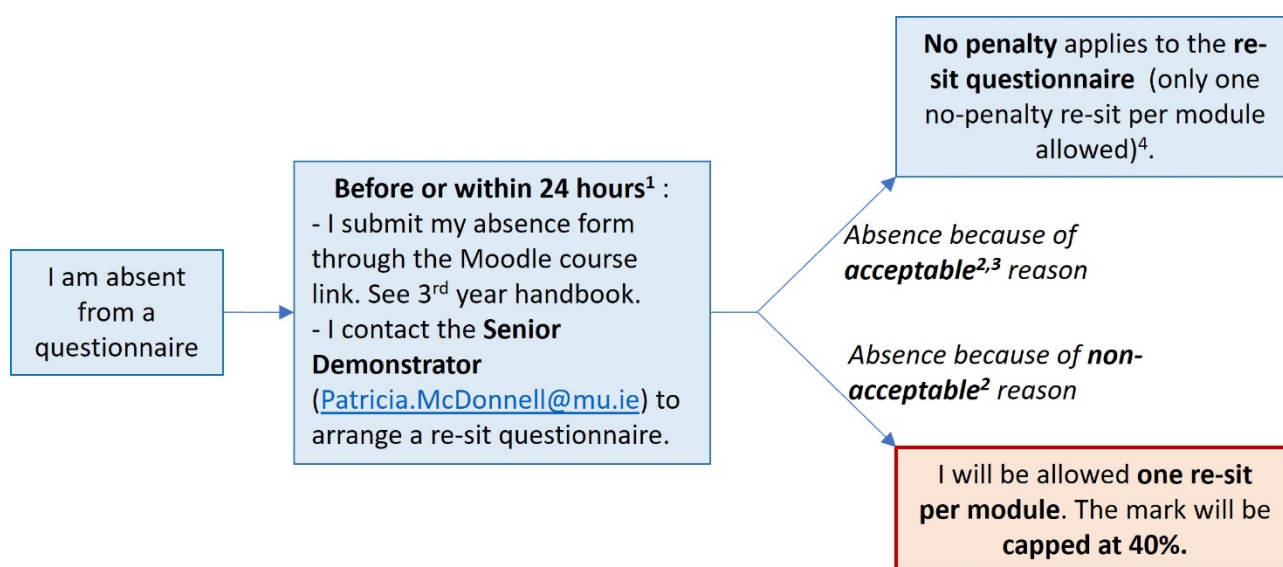 I am absent
from a
questionnaire
Before or within 24 hours¹ :
- I submit my absence form
through the Moodle course
link. See 3rd year handbook.
- I contact the Senior
Demonstrator
(Patricia.McDonnell@mu.ie) to
arrange a re-sit questionnaire.
No penalty applies to the re-
sit questionnaire (only one
no-penalty re-sit per module
allowed)⁴.
Absence because of
acceptable²,³ reason
Absence because of non-
acceptable² reason
I will be allowed one re-sit
per module. The mark will be
capped at 40%.